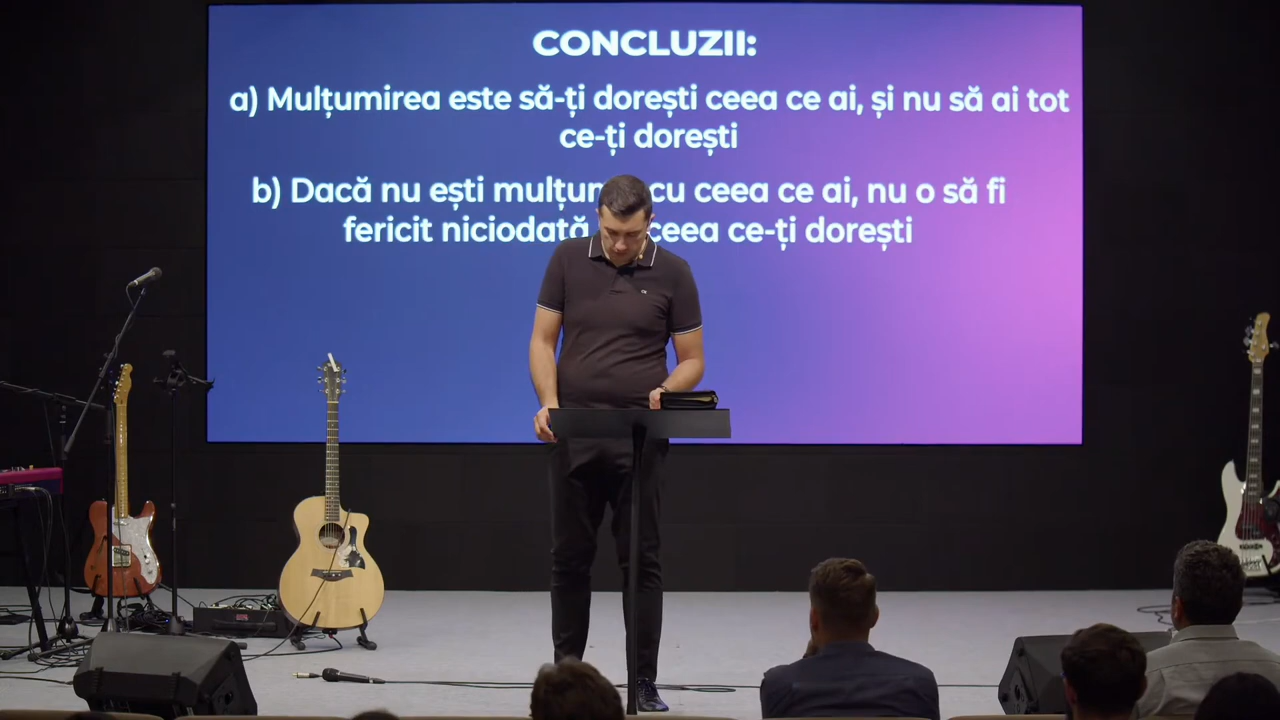 CONCLUZII:
a) Mulțumirea este să-ți dorești ceea ce ai, și nu să ai tot
ce-ți dorești
b) Dacă nu ești cu ceea ce ai, nu o să fi
fericit niciodată ceea ce-ți dorești